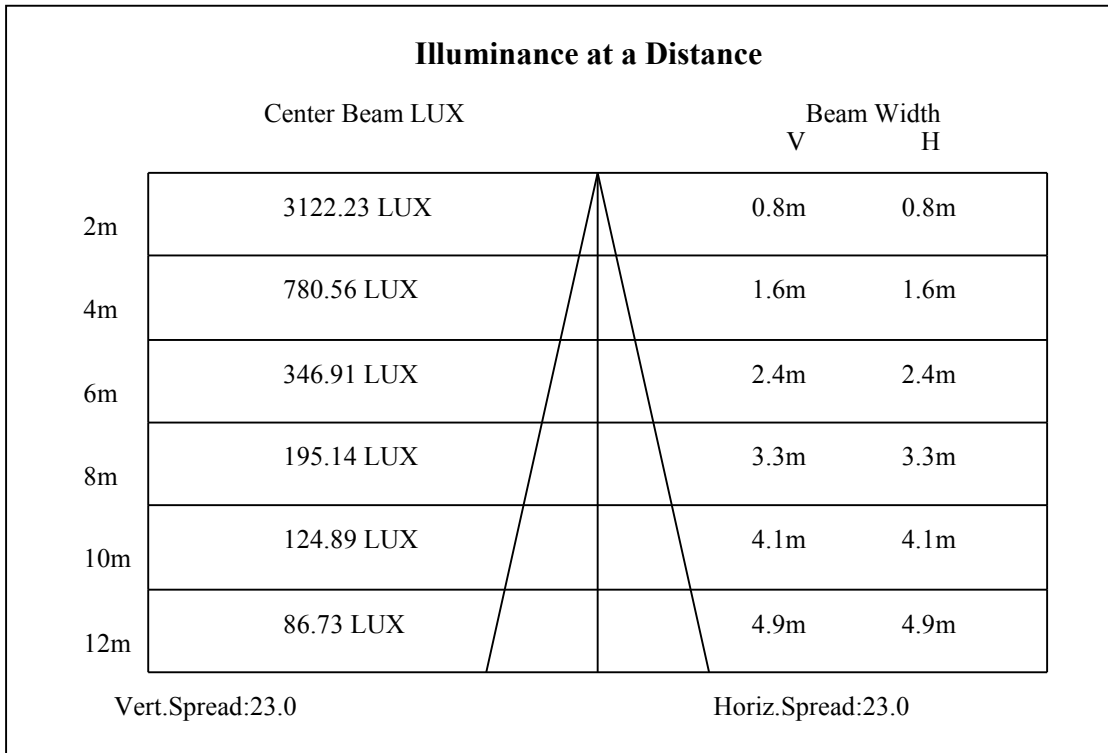 Illuminance at a Distance
Center Beam LUX Beam Width
V H
2m 3122.23 LUX 0.8m 0.8m
4m 780.56 LUX 1.6m 1.6m
6m 346.91 LUX 2.4m 2.4m
8m 195.14 LUX 3.3m 3.3m
10m 124.89 LUX 4.1m 4.1m
12m 86.73 LUX 4.9m 4.9m
Vert.Spread:23.0 Horiz.Spread:23.0